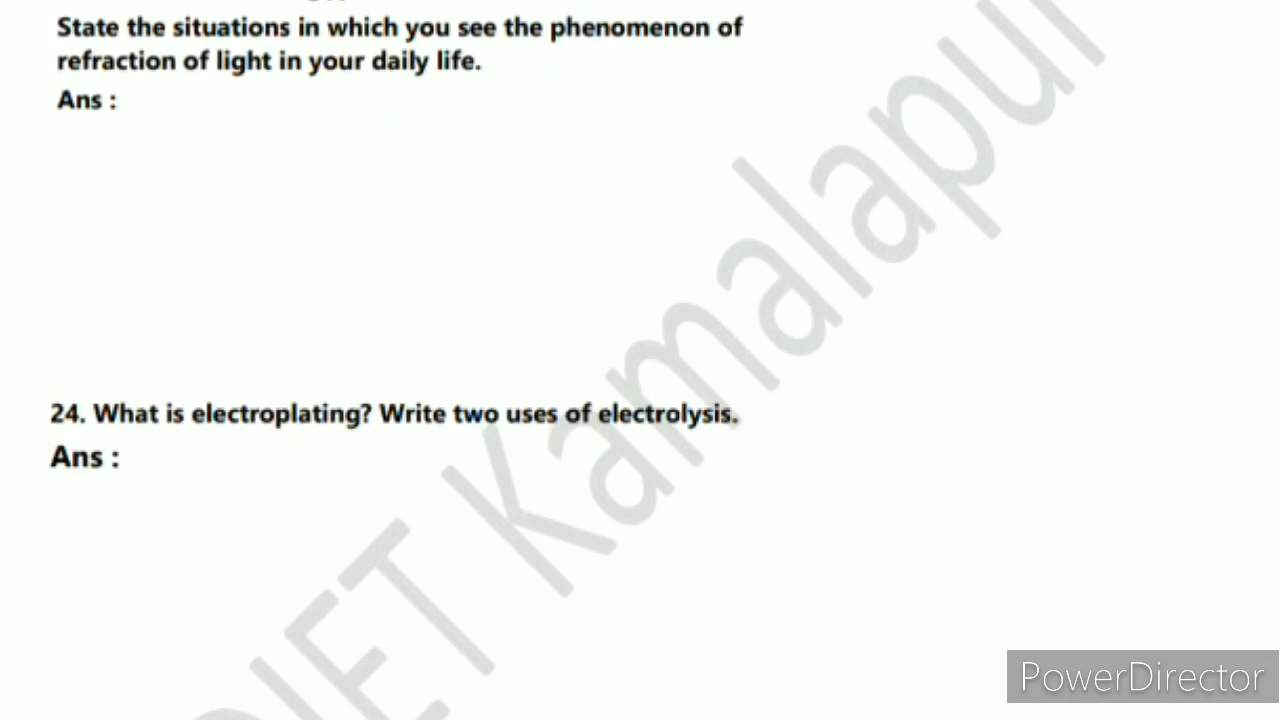 State the situations in which you see the phenomenon of
refraction of light in your daily life.
Ans :
24. What is electroplating? Write two uses of electrolysis.
Ans :
DIET Kamalapur
PowerDirector